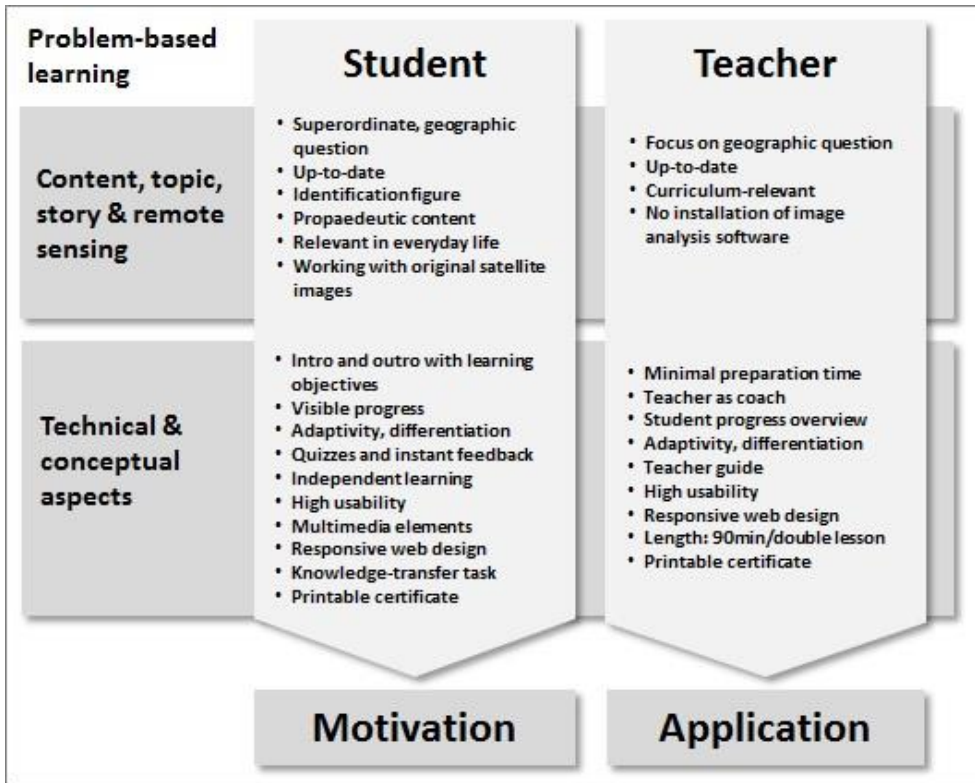 Problem-based
learning
Student
Teacher
Content, topic,
story & remote
sensing
• Superordinate, geographic
question
• Up-to-date
• Identification figure
• Propaedeutic content
• Relevant in everyday life
• Working with original satellite
images
• Focus on geographic question
• Up-to-date
• Curriculum-relevant
• No installation of image
analysis software
Technical &
conceptual
aspects
• Intro and outro with learning
objectives
• Visible progress
• Adaptivity, differentiation
• Quizzes and instant feedback
• Independent learning
• High usability
• Multimedia elements
• Responsive web design
• Knowledge-transfer task
• Printable certificate
• Minimal preparation time
• Teacher as coach
• Student progress overview
• Adaptivity, differentiation
• Teacher guide
• High usability
• Responsive web design
• Length: 90min/double lesson
• Printable certificate
Motivation
Application